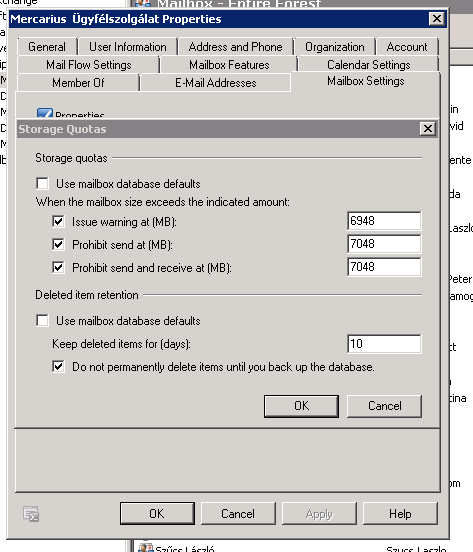 Mailbox - Entire Forest
Mercarius Ügyfélszolgálat Properties
General
User Information
Address and Phone
Organization
Account
Mail Flow Settings
Mailbox Features
Calendar Settings
Member Of
E-Mail Addresses
Mailbox Settings
Properties
Storage Quotas
Storage quotas
Use mailbox database defaults
When the mailbox size exceeds the indicated amount:
Issue warning at (MB): 6948
Prohibit send at (MB): 7048
Prohibit send and receive at (MB): 7048
Deleted item retention
Use mailbox database defaults
Keep deleted items for (days): 10
Do not permanently delete items until you back up the database.
OK
Cancel
OK
Cancel
Apply
Help
Szűcs László
Szucs Laszlo